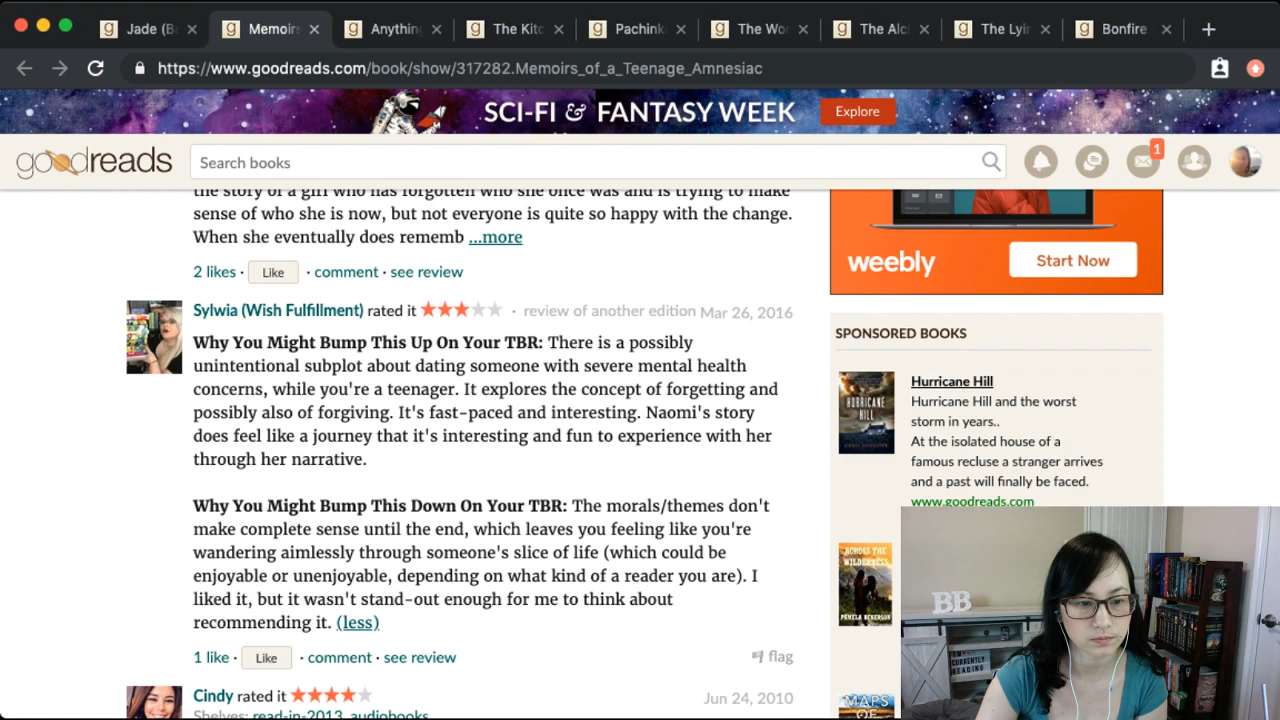 Jade (B
Memoirs
Anything
The Kitc
Pachink
The Wo
The Alc
The Lyin
Bonfire
https://www.goodreads.com/book/show/317282.Memoirs_of_a_Teenage_Amnesiac
SCI-FI & FANTASY WEEK
Explore
goodreads
Search books
1
the story of a girl who has forgotten who she once was and is trying to make
sense of who she is now, but not everyone is quite so happy with the change.
When she eventually does rememb ...more
2 likes · Like · comment · see review
Sylwia (Wish Fulfillment) rated it · review of another edition Mar 26, 2016
Why You Might Bump This Up On Your TBR: There is a possibly
unintentional subplot about dating someone with severe mental health
concerns, while you're a teenager. It explores the concept of forgetting and
possibly also of forgiving. It's fast-paced and interesting. Naomi's story
does feel like a journey that it's interesting and fun to experience with her
through her narrative.
Why You Might Bump This Down On Your TBR: The morals/themes don't
make complete sense until the end, which leaves you feeling like you're
wandering aimlessly through someone's slice of life (which could be
enjoyable or unenjoyable, depending on what kind of a reader you are). I
liked it, but it wasn't stand-out enough for me to think about
recommending it. (less)
1 like · Like · comment · see review
flag
Cindy rated it
Jun 24, 2010
Shelves: read-in-2013, audiobooks
weebly
Start Now
SPONSORED BOOKS
HURRICANE
HILL
Hurricane Hill
Hurricane Hill and the worst
storm in years..
At the isolated house of a
famous recluse a stranger arrives
and a past will finally be faced.
www.goodreads.com
ACROSS THE
WILDERNESS
MAPS
OF
BB
CURRENTLY
READING